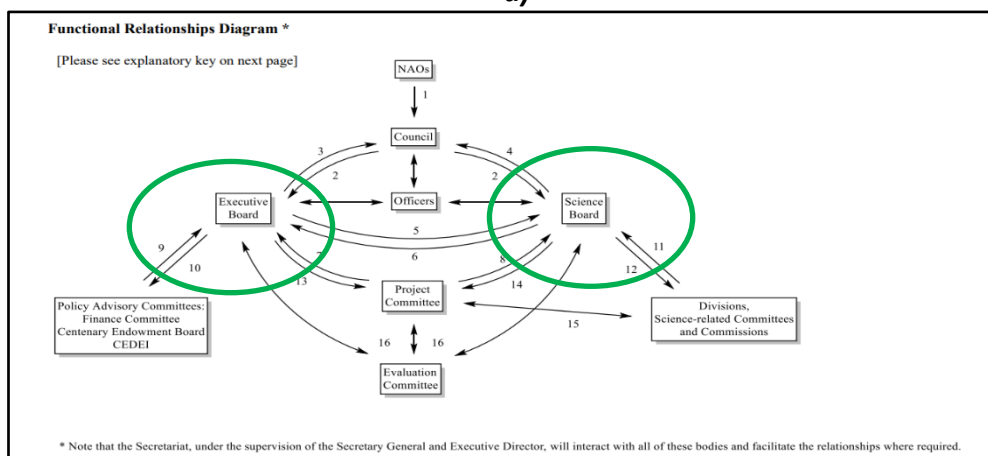 a)
Functional Relationships Diagram *
[Please see explanatory key on next page]
NAOs
1
Council
3
4
2
2
Executive
Board
Officers
Science
Board
5
6
9
10
7
13
8
14
11
12
Project
Committee
Policy Advisory Committees:
Finance Committee
Centenary Endowment Board
CEDEI
Divisions,
Science-related Committees
and Commissions
15
16
16
Evaluation
Committee
* Note that the Secretariat, under the supervision of the Secretary General and Executive Director, will interact with all of these bodies and facilitate the relationships where required.